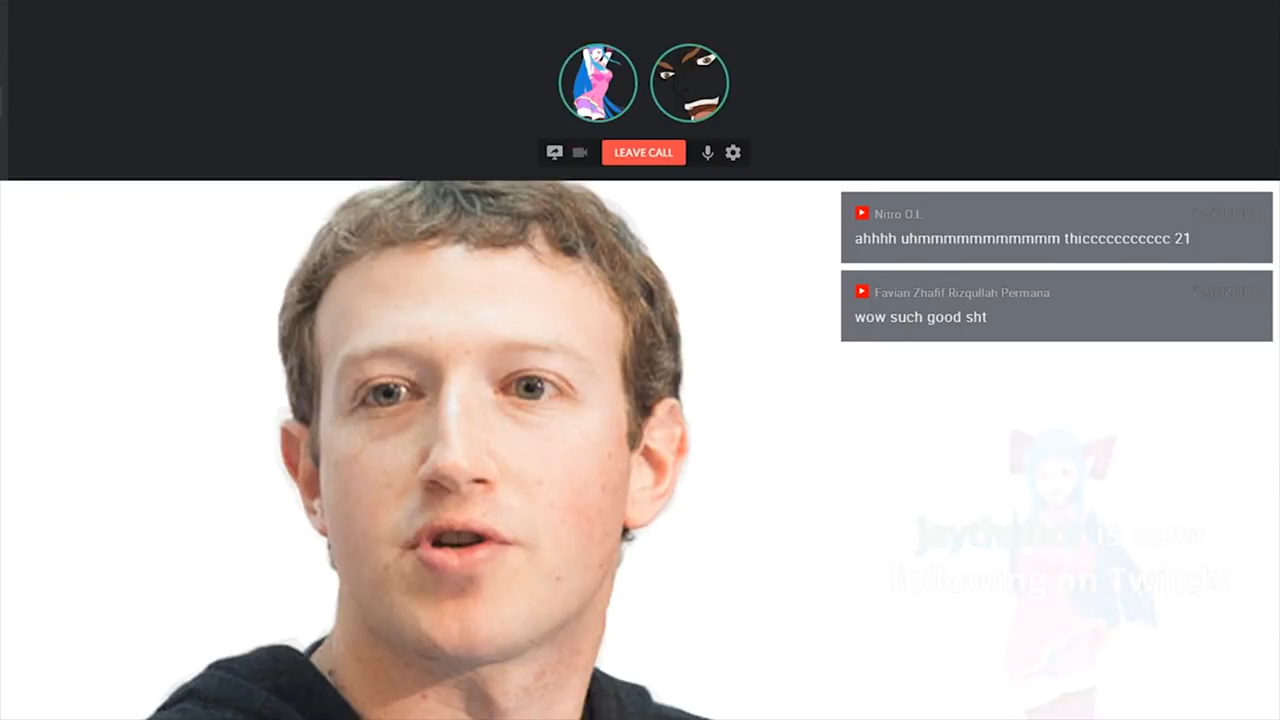 LEAVE CALL
Nitro O.L.
ahhhh uhmmmmmmmmmmm thiccccccccccc 21
Favian Zhafif Rizqullah Permana
wow such good sht
is now
following on Twitch!